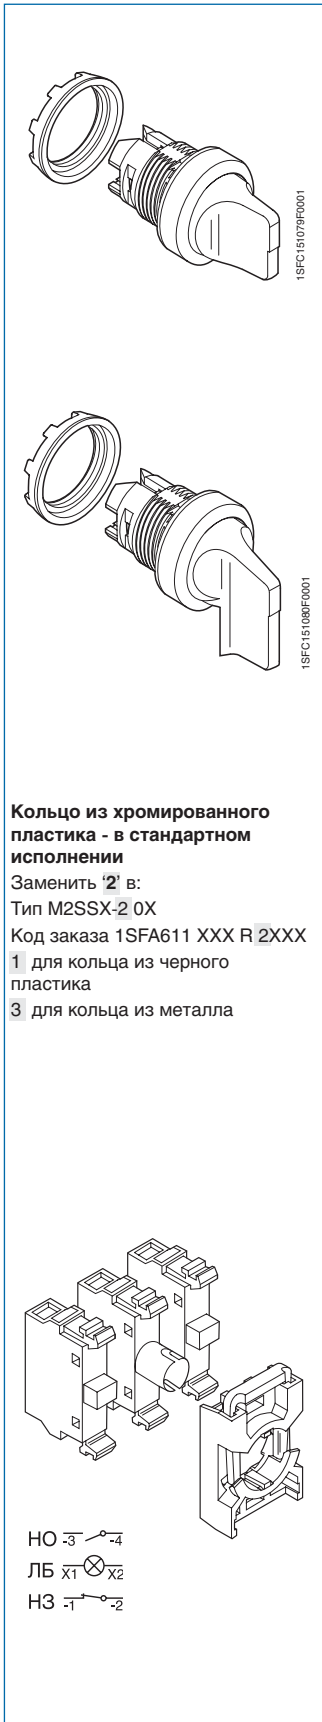 1SFC151079F0001
1SFC151080F0001
Кольцо из хромированного
пластика - в стандартном
исполнении
Заменить '2' в:
Тип M2SSX-2 0X
Код заказа 1SFA611 XXX R 2XXX
1 для кольца из черного
пластика
3 для кольца из металла
НО -3 -4
ЛБ X1 X2
НЗ -1 -2